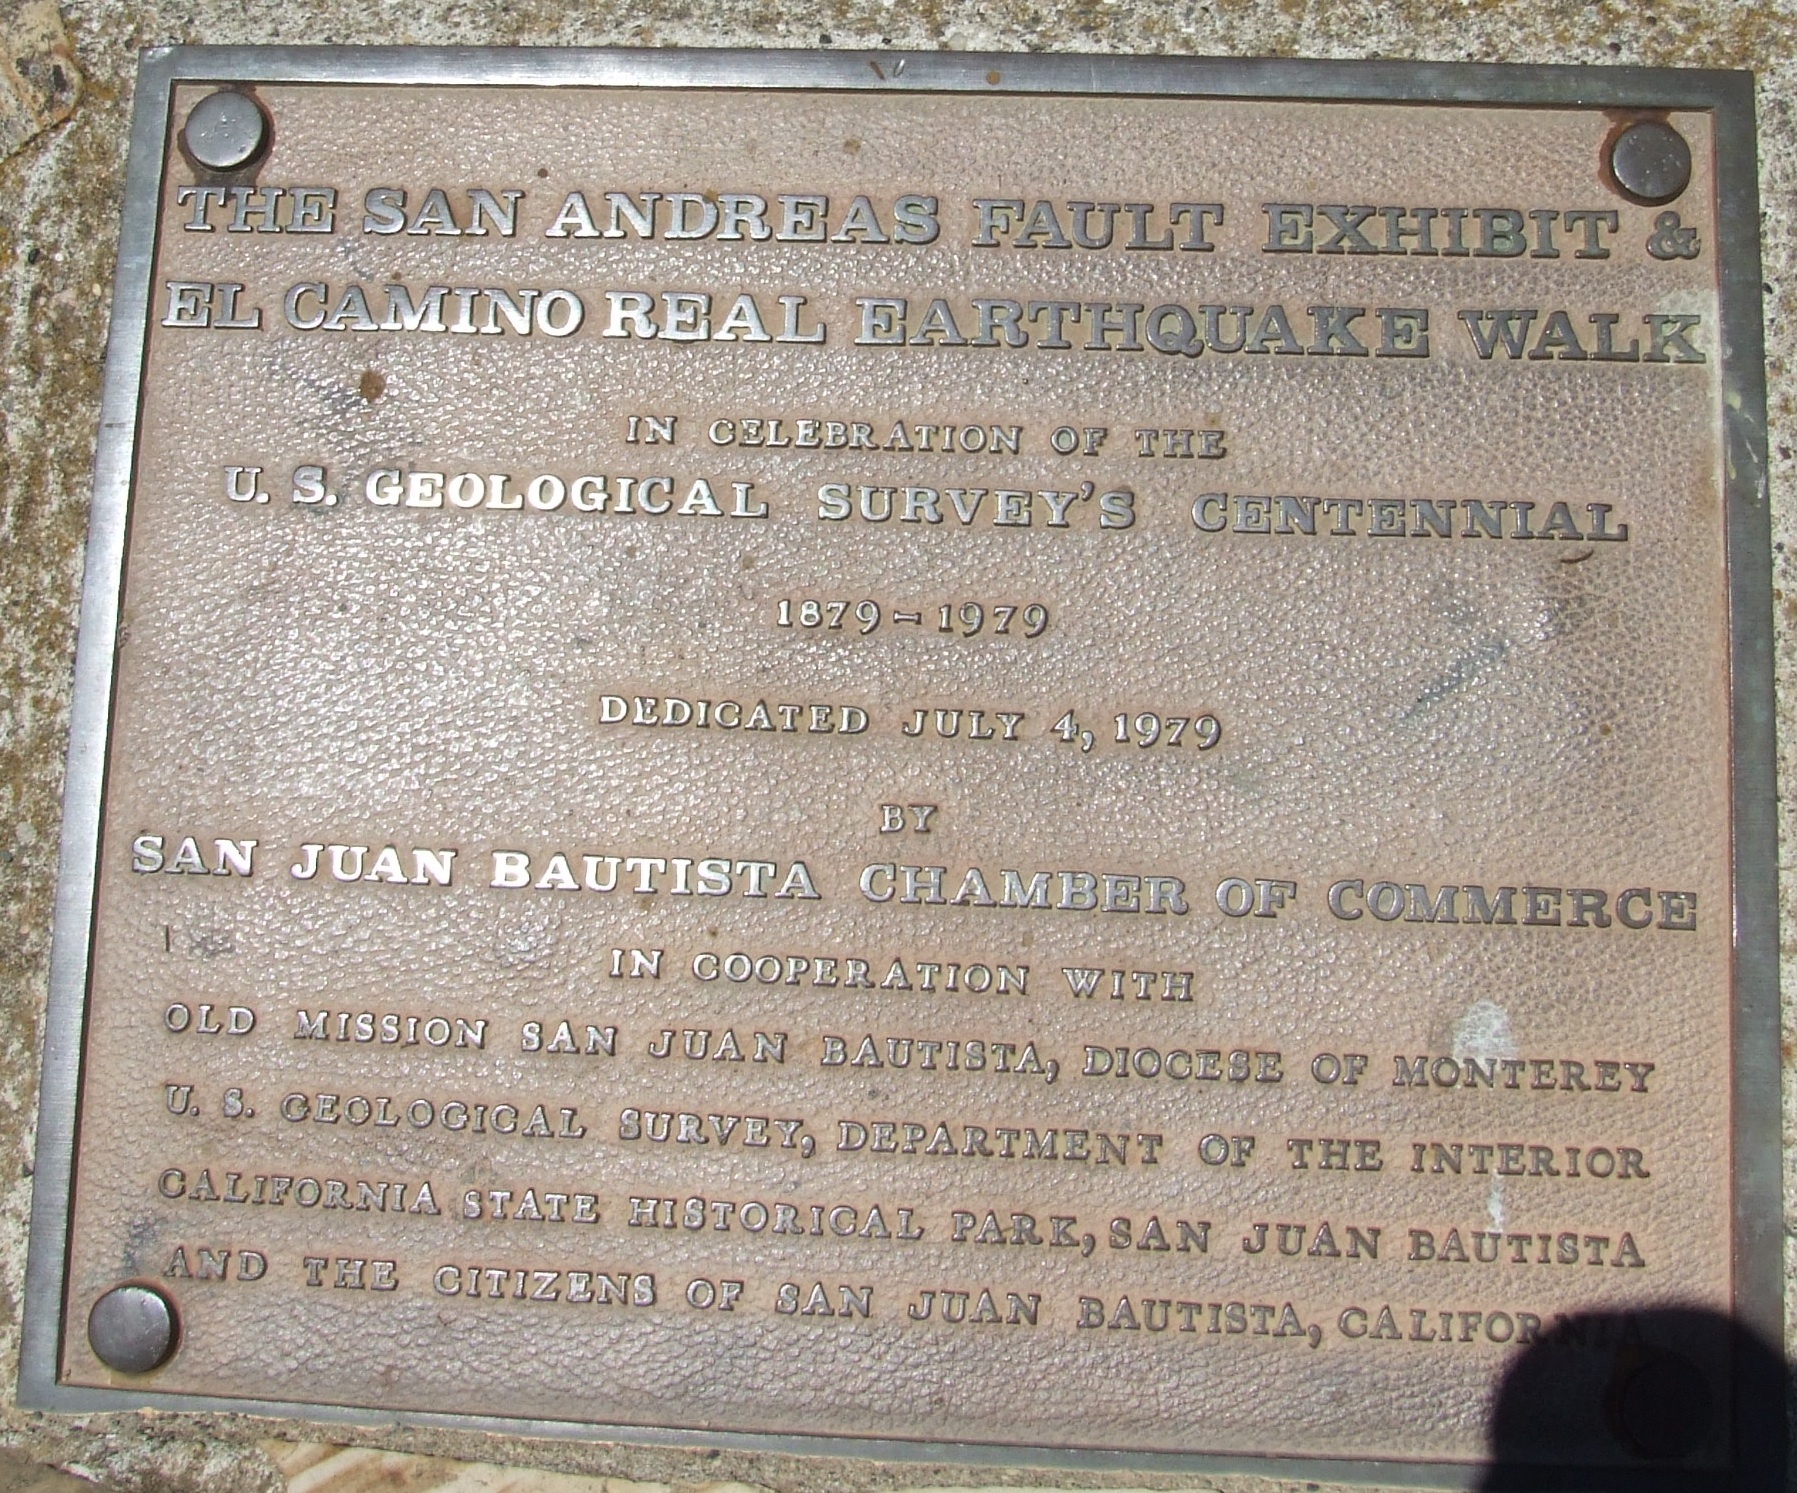 THE SAN ANDREAS FAULT EXHIBIT &
EL CAMINO REAL EARTHQUAKE WALK
IN CELEBRATION OF THE
U. S. GEOLOGICAL SURVEY'S CENTENNIAL
1879-1979
DEDICATED JULY 4, 1979
BY
SAN JUAN BAUTISTA CHAMBER OF COMMERCE
IN COOPERATION WITH
OLD MISSION SAN JUAN BAUTISTA, DIOCESE OF MONTEREY
U. S. GEOLOGICAL SURVEY, DEPARTMENT OF THE INTERIOR
CALIFORNIA STATE HISTORICAL PARK, SAN JUAN BAUTISTA
AND THE CITIZENS OF SAN JUAN BAUTISTA, CALIFORNIA